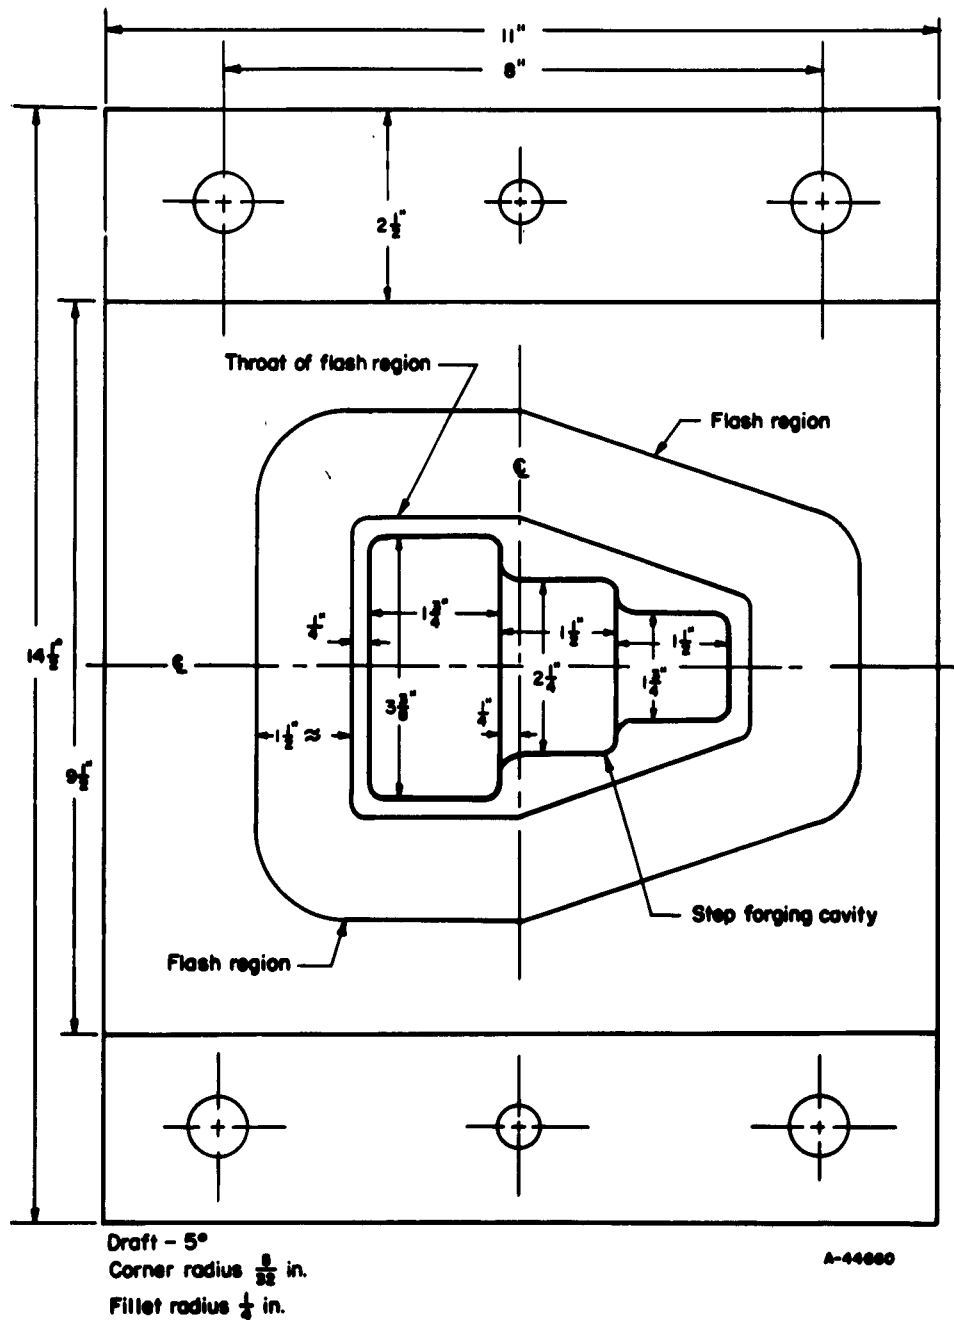 11"
8"
2 1/2"
Throat of flash region
Flash region
℄
1 3/4"
1/4"
1 1/2"
1 1/2"
14 1/2"
℄
2 1/4"
1 3/4"
3 3/8"
1/4"
1 1/2" ≈
9 1/2"
Step forging cavity
Flash region
Draft - 5°
A-44660
Corner radius 5/32 in.
Fillet radius 1/4 in.